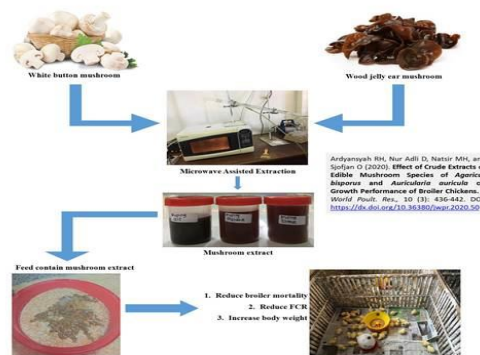 White button mushroom
Wood jelly ear mushroom
Microwave Assisted Extraction
Ardyansyah RH, Nur Adli D, Natsir MH, an
Sjofjan O (2020). Effect of Crude Extracts
Edible Mushroom Species of Agaric
bisporus and Auricularia auricula o
Growth Performance of Broiler Chickens.
World Poult. Res., 10 (3): 436-442. DO
https://dx.doi.org/10.36380/jwpr.2020.50
Mushroom extract
Feed contain mushroom extract
1. Reduce broiler mortality
2. Reduce FCR
3. Increase body weight